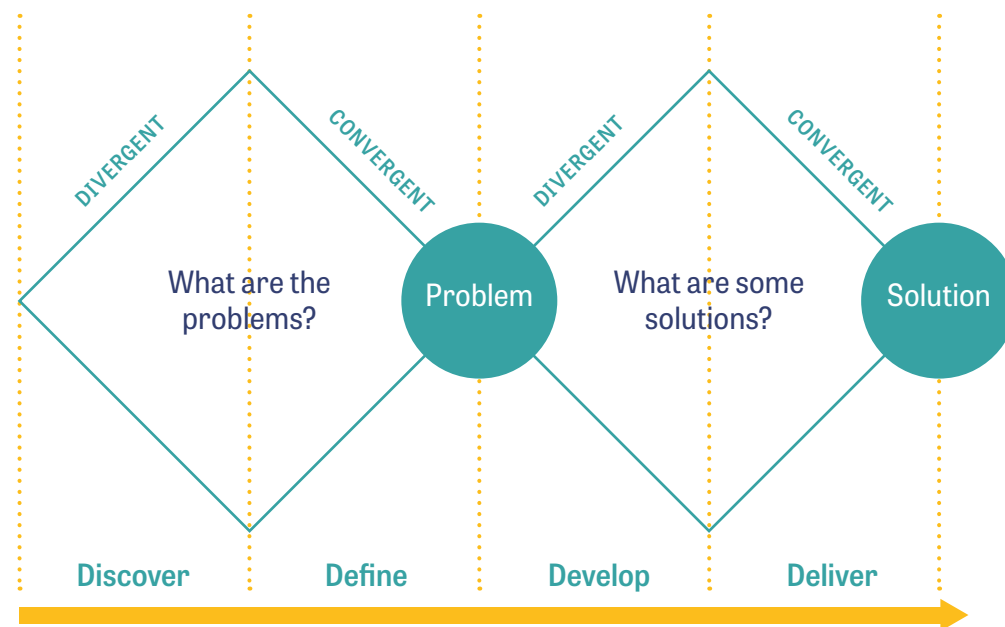 DIVERGENT
CONVERGENT
DIVERGENT
CONVERGENT
What are the
problems?
Problem
What are some
solutions?
Solution
Discover
Define
Develop
Deliver